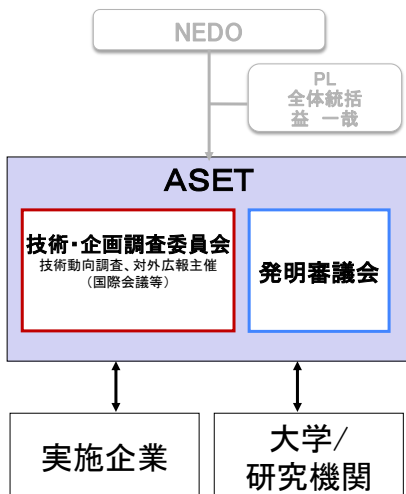 NEDO
PL
全体統括
益 一哉
ASET
技術・企画調査委員会
技術動向調査、対外広報主催
(国際会議等)
発明審議会
実施企業
大学/
研究機関